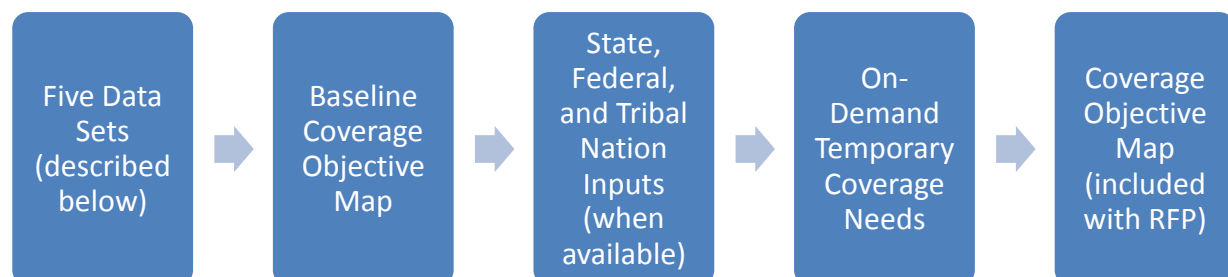 Five Data
Sets
(described
below)
Baseline
Coverage
Objective
Map
State,
Federal,
and Tribal
Nation
Inputs
(when
available)
On-
Demand
Temporary
Coverage
Needs
Coverage
Objective
Map
(included
with RFP)